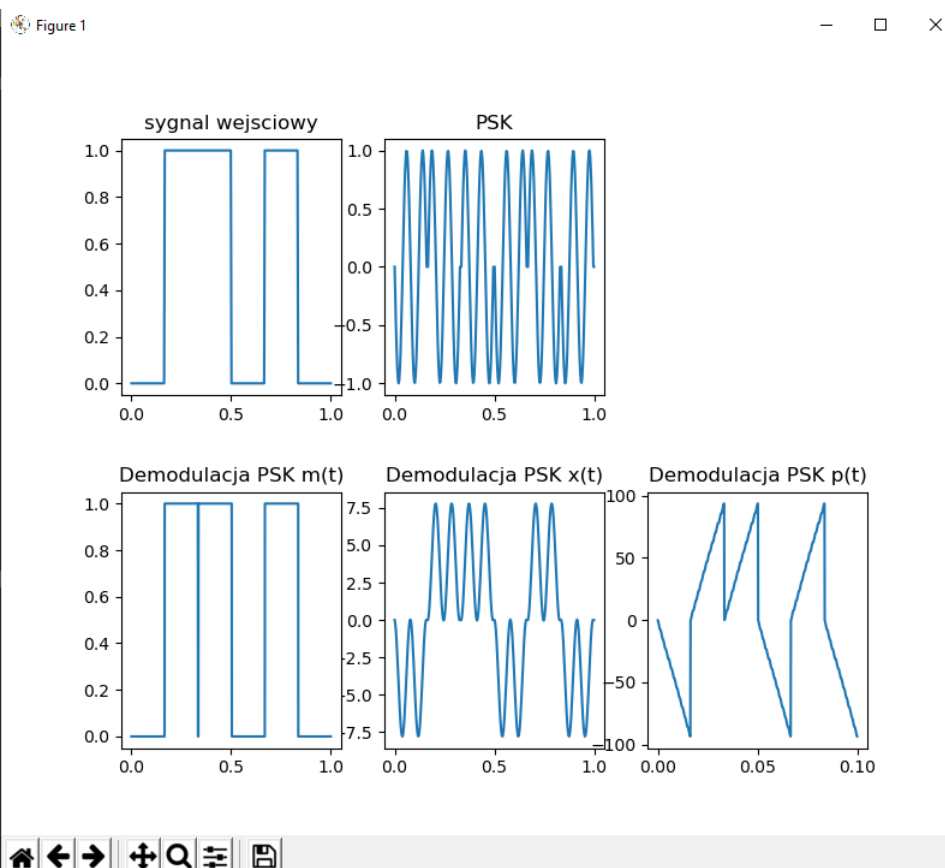 Figure 1
sygnal wejsciowy
PSK
1.0
0.8
0.6
0.4
0.2
0.0
0.0 0.5 1.0
1.0
0.5
0.0
−0.5
−1.0
0.0 0.5 1.0
Demodulacja PSK m(t)
Demodulacja PSK x(t)
Demodulacja PSK p(t)
1.0
0.8
0.6
0.4
0.2
0.0
0.0 0.5 1.0
7.5
5.0
2.5
0.0
-2.5
-5.0
-7.5
0.0 0.5 1.0
100
50
0
−50
−100
0.00 0.05 0.10